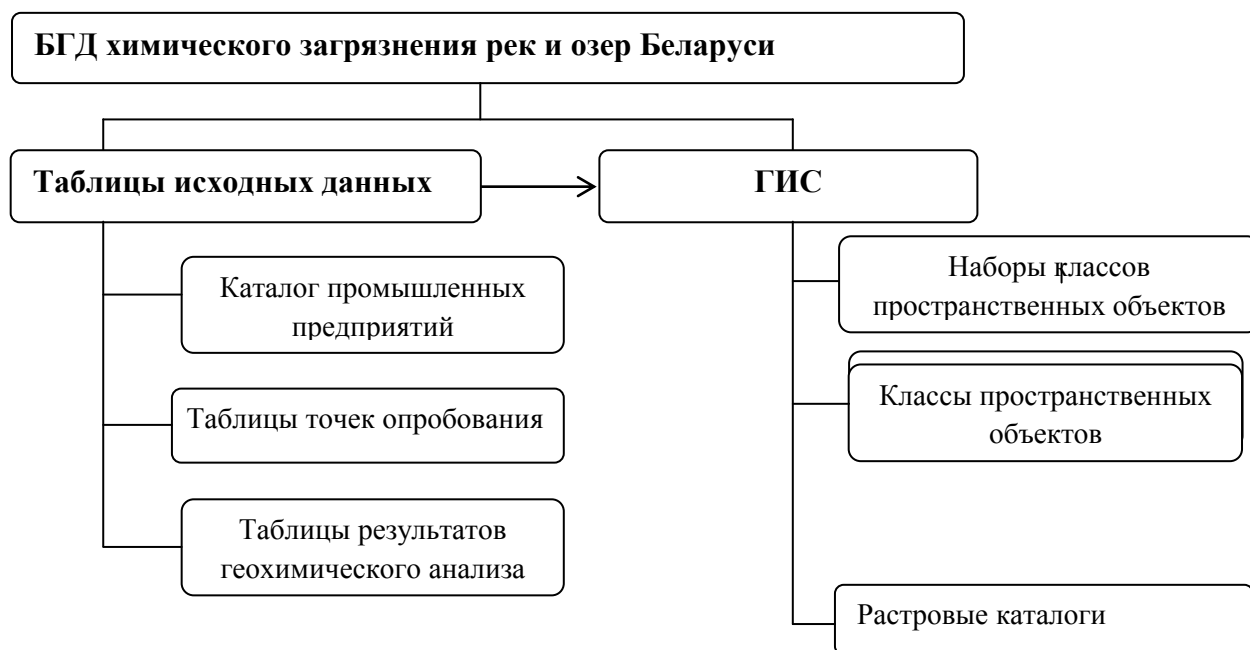 БГД химического загрязнения рек и озер Беларуси
Таблицы исходных данных
ГИС
Каталог промышленных
предприятий
Таблицы точек опробования
Таблицы результатов
геохимического анализа
Наборы классов
пространственных объектов
Классы пространственных
объектов
Растровые каталоги